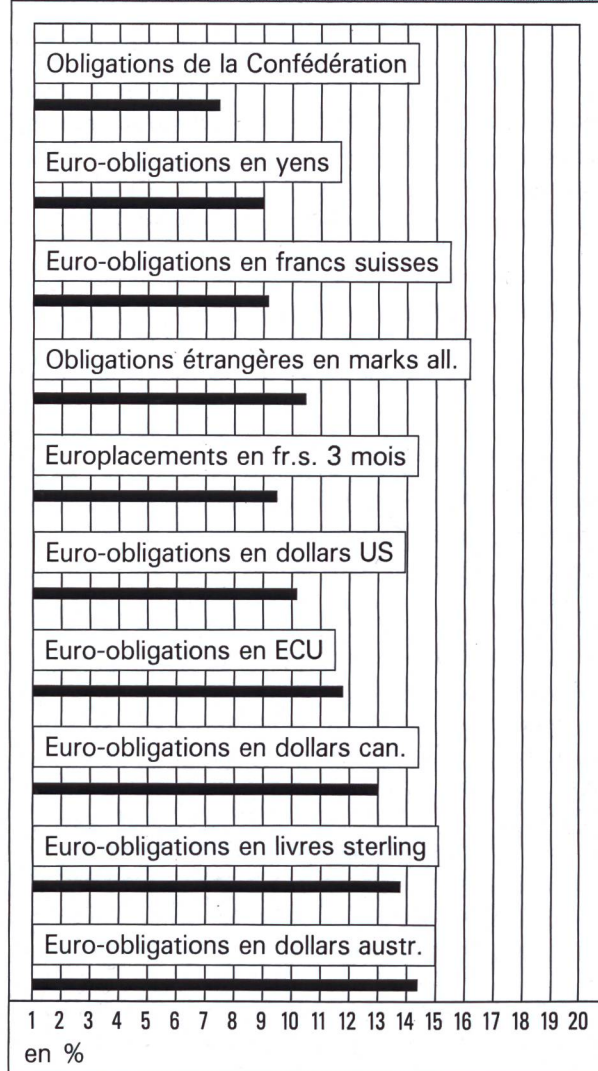 Obligations de la Confédération
Euro-obligations en yens
Euro-obligations en francs suisses
Obligations étrangères en marks all.
Europlacements en fr.s. 3 mois
Euro-obligations en dollars US
Euro-obligations en ECU
Euro-obligations en dollars can.
Euro-obligations en livres sterling
Euro-obligations en dollars austr.
1 2 3 4 5 6 7 8 9 10 11 12 13 14 15 16 17 18 19 20
en %